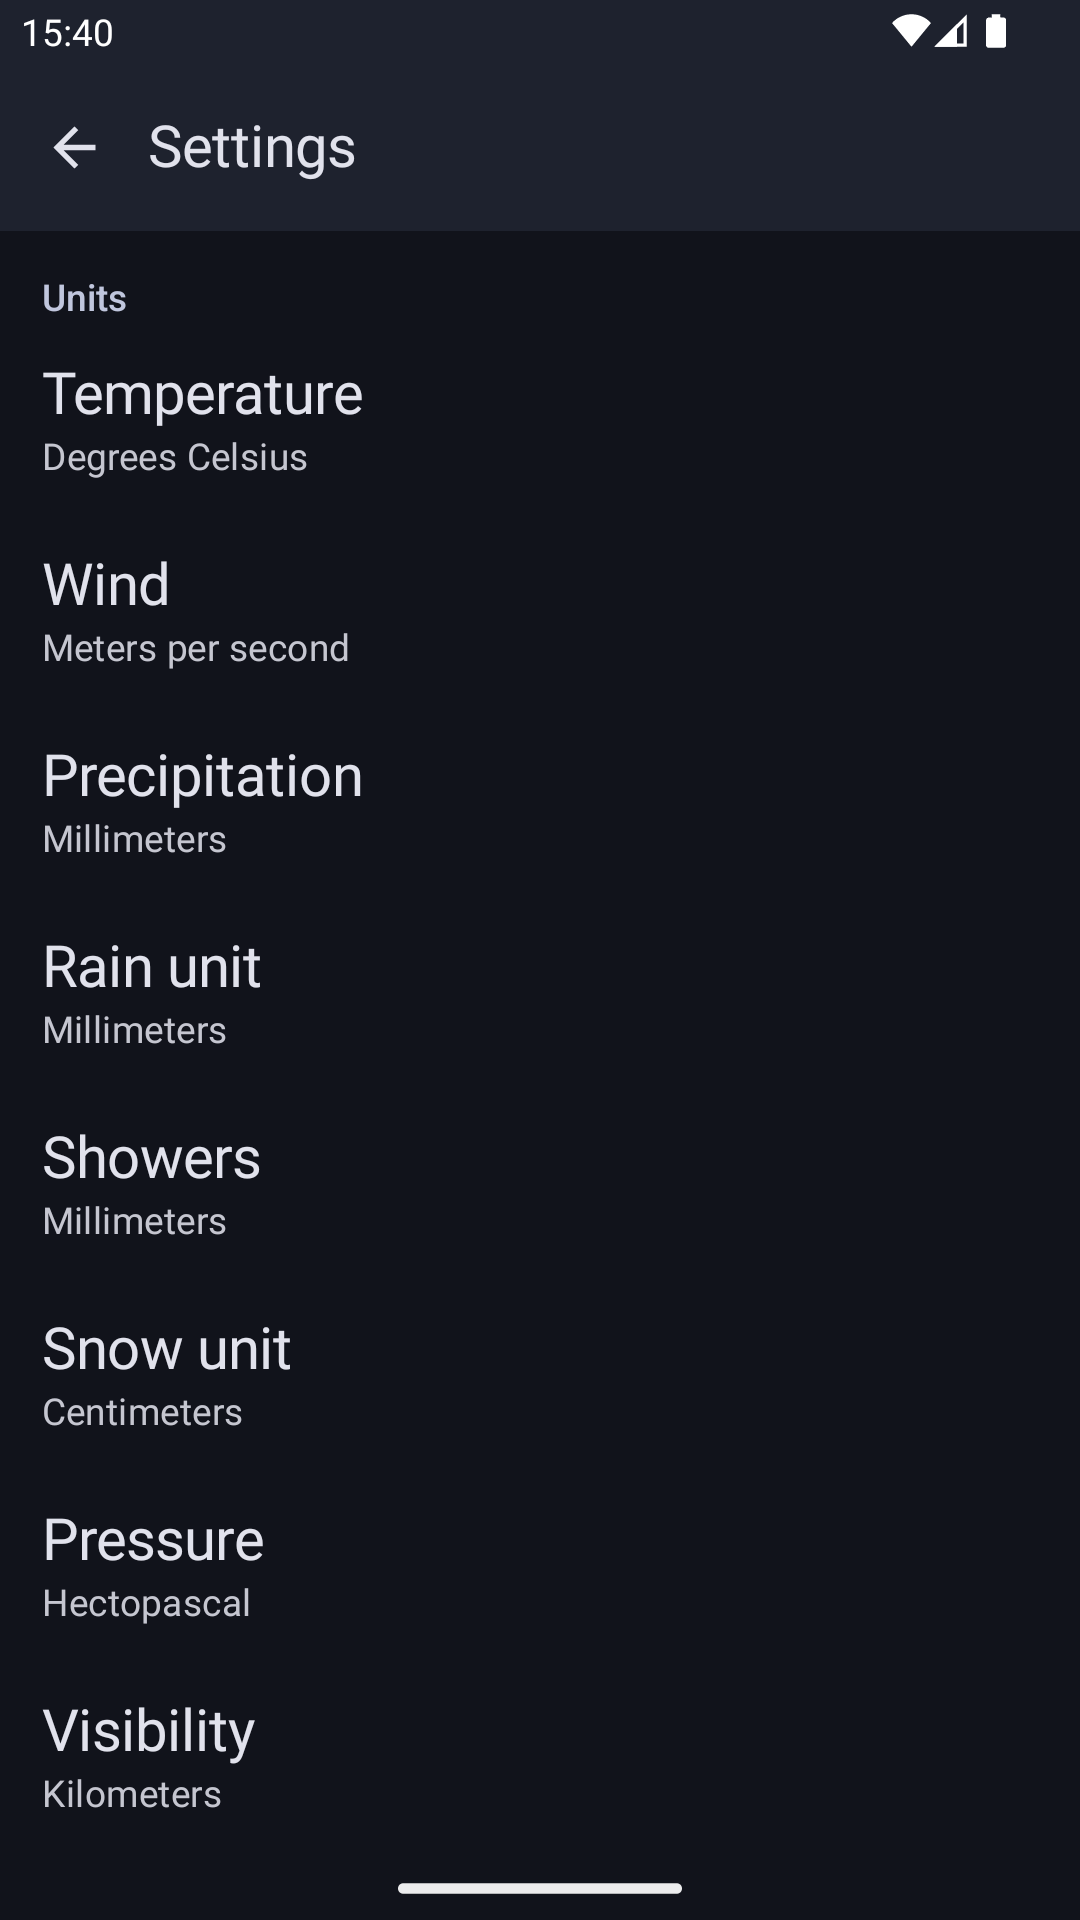 15:40
Settings
Units
Temperature
Degrees Celsius
Wind
Meters per second
Precipitation
Millimeters
Rain unit
Millimeters
Showers
Millimeters
Snow unit
Centimeters
Pressure
Hectopascal
Visibility
Kilometers